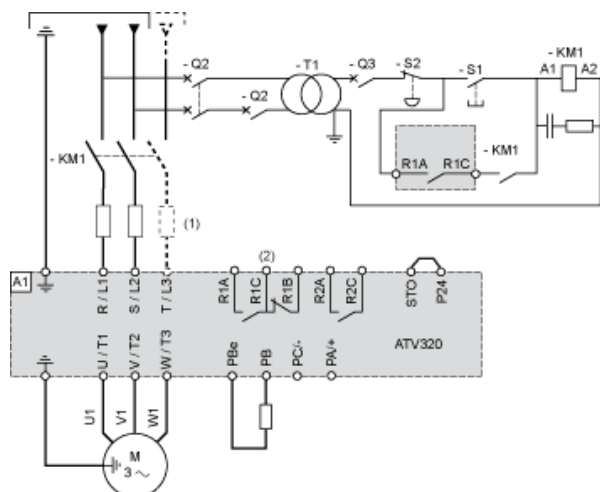 - Q2
- T1
- Q3
- S2
- S1
- KM1
A1
A2
- Q2
- KM1
R1A
R1C
- KM1
(1)
(2)
A1
R / L1
S / L2
T / L3
R1A
R1C
R1B
R2A
R2C
STO
P24
ATV320
U / T1
V / T2
W / T3
PBe
PB
PC/-
PA/+
U1
V1
W1
M
3 ~